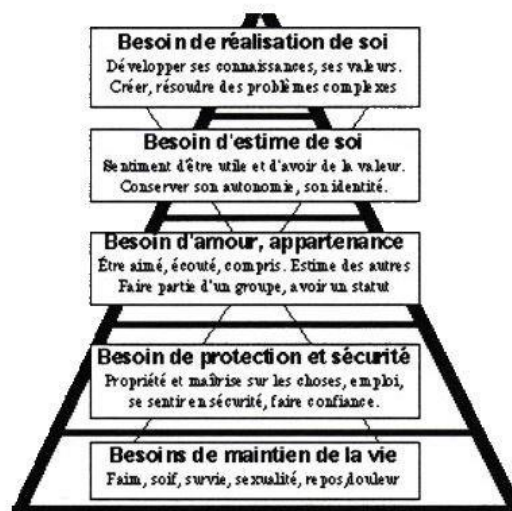 Besoin de réalisation de soi
Développer ses connaissances, ses valeurs.
Créer, résoudre des problèmes complexes
Besoin d'estime de soi
Sentiment d'être utile et d'avoir de la valeur.
Conserver son autonomie, son identité.
Besoin d'amour, appartenance
Être aimé, écouté, compris. Estime des autres
Faire partie d'un groupe, avoir un statut
Besoin de protection et sécurité
Propriété et maîtrise sur les choses, emploi,
se sentir en sécurité, faire confiance.
Besoins de maintien de la vie
Faim, soif, survie, sexualité, repos,douleur